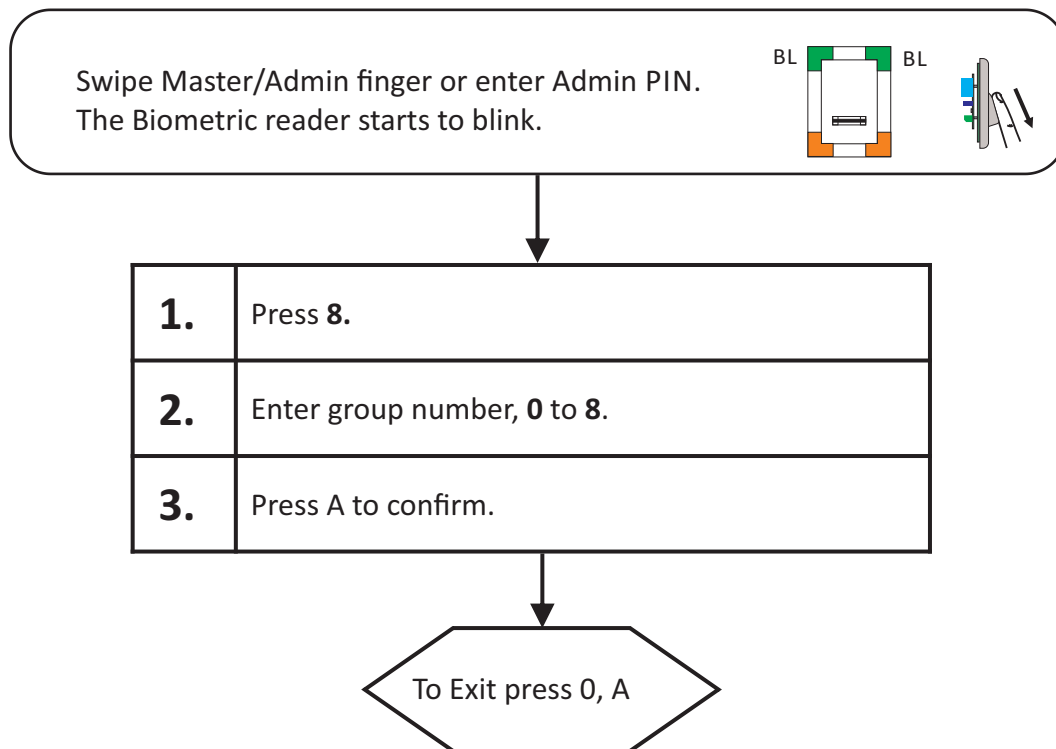 BL
BL
Swipe Master/Admin finger or enter Admin PIN.
The Biometric reader starts to blink.
1.
Press 8.
2.
Enter group number, 0 to 8.
3.
Press A to confirm.
To Exit press 0, A